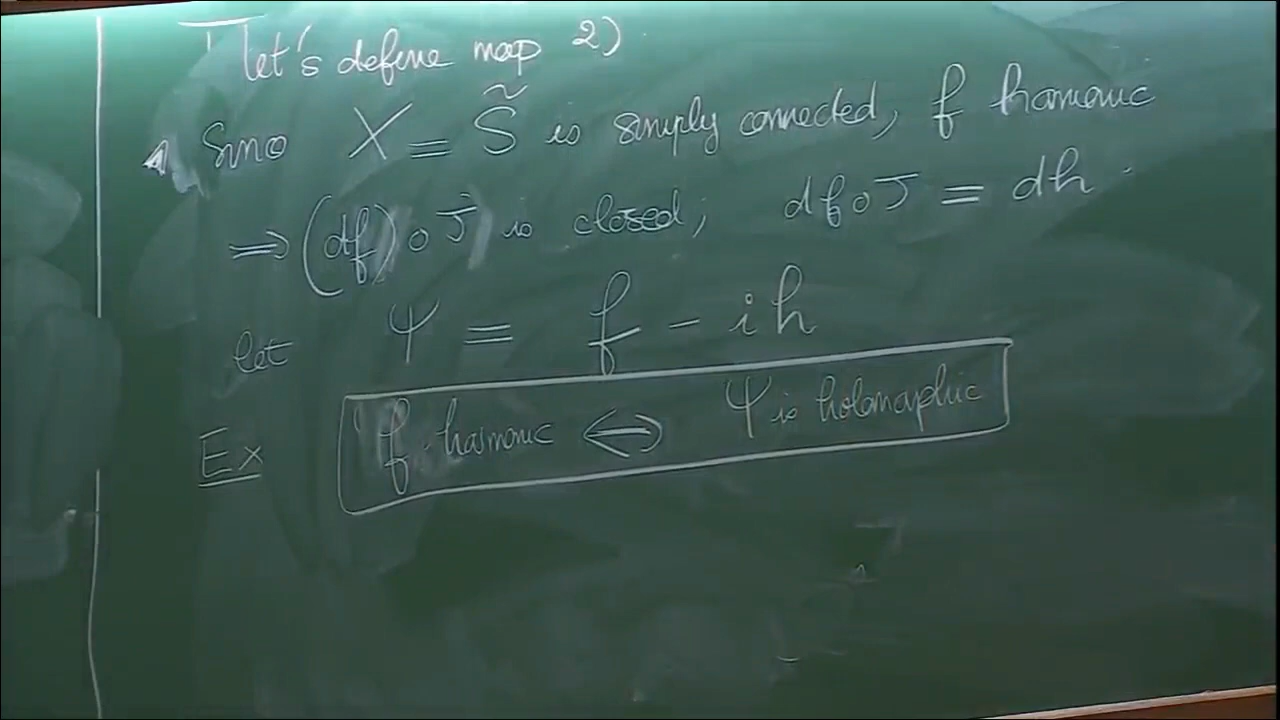 let's define map 2)
Since X = S̃ is simply connected, f harmonic
⇒ (df) ∘ J is closed; df∘J = dh.
let Ψ = f - ih
Ex f harmonic ⇔ Ψ is holomorphic